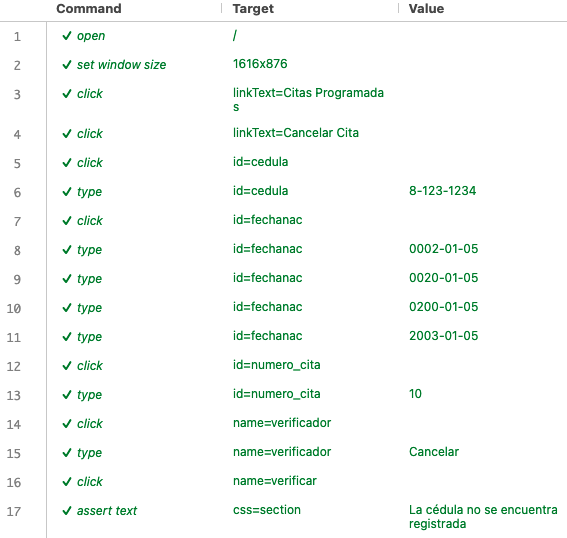 Command Target Value
1 ✓ open /
2 ✓ set window size 1616x876
3 ✓ click linkText=Citas Programada
s
4 ✓ click linkText=Cancelar Cita
5 ✓ click id=cedula
6 ✓ type id=cedula 8-123-1234
7 ✓ click id=fechanac
8 ✓ type id=fechanac 0002-01-05
9 ✓ type id=fechanac 0020-01-05
10 ✓ type id=fechanac 0200-01-05
11 ✓ type id=fechanac 2003-01-05
12 ✓ click id=numero_cita
13 ✓ type id=numero_cita 10
14 ✓ click name=verificador
15 ✓ type name=verificador Cancelar
16 ✓ click name=verificar
17 ✓ assert text css=section La cédula no se encuentra
registrada